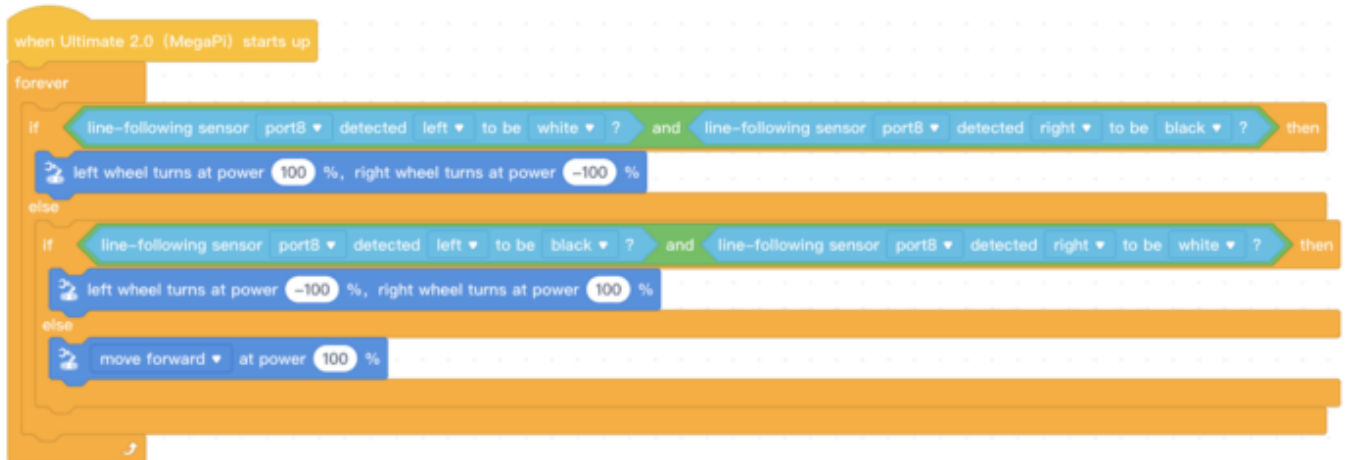 when Ultimate 2.0 (MegaPi) starts up
forever
if line-following sensor port8 ▾ detected left ▾ to be white ▾ ? and line-following sensor port8 ▾ detected right ▾ to be black ▾ ? then
left wheel turns at power 100 %, right wheel turns at power -100 %
else
if line-following sensor port8 ▾ detected left ▾ to be black ▾ ? and line-following sensor port8 ▾ detected right ▾ to be white ▾ ? then
left wheel turns at power -100 %, right wheel turns at power 100 %
else
move forward ▾ at power 100 %